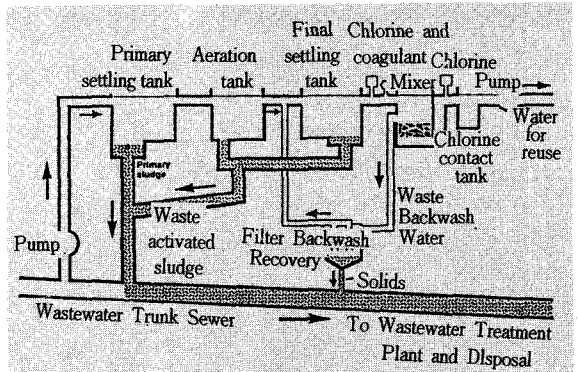 Final Chlorine and
Primary Aeration settling coagulant Chlorine
settling tank tank tank Mixer Pump
Primary
sludge
Chlorine
contact
tank
Water
for
reuse
Waste
Backwash
Water
Waste
activated
sludge
Pump
Filter Backwash
Recovery
Solids
Wastewater Trunk Sewer
To Wastewater Treatment
Plant and Disposal